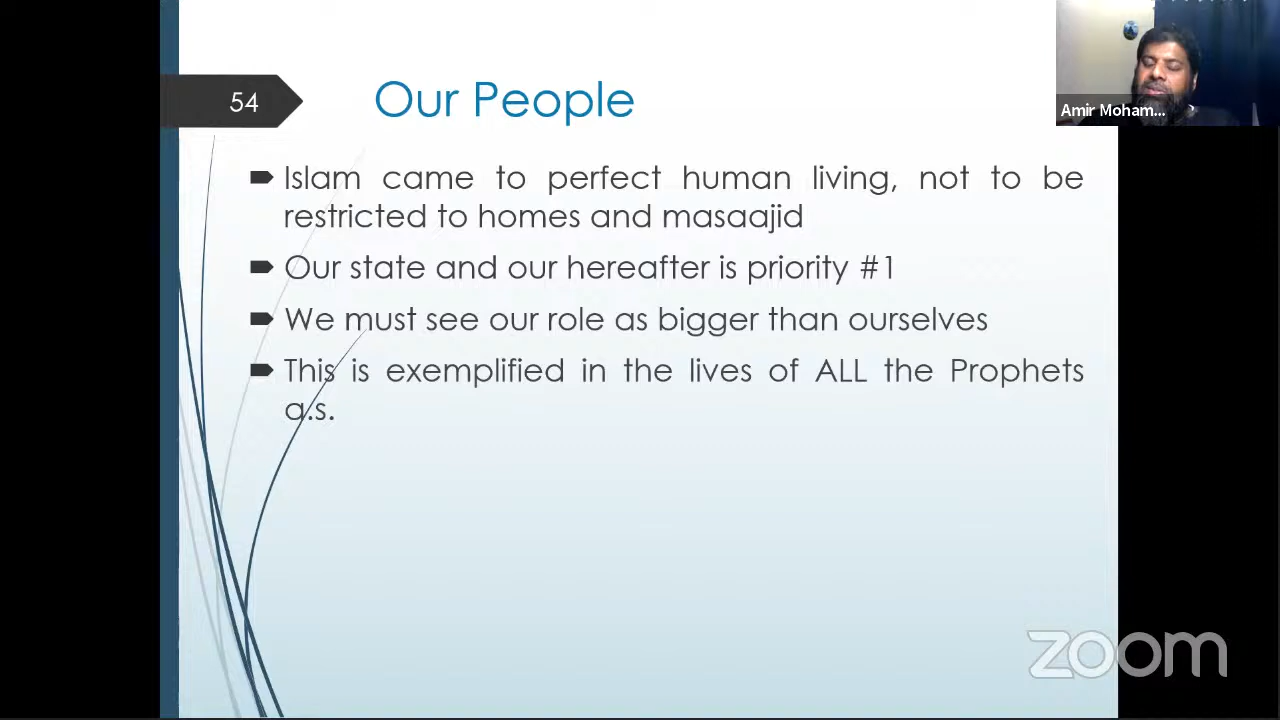 54
Our People
Islam came to perfect human living, not to be
restricted to homes and masaajid
Our state and our hereafter is priority #1
We must see our role as bigger than ourselves
This is exemplified in the lives of ALL the Prophets
a.s.
Amir Moham...
zoom